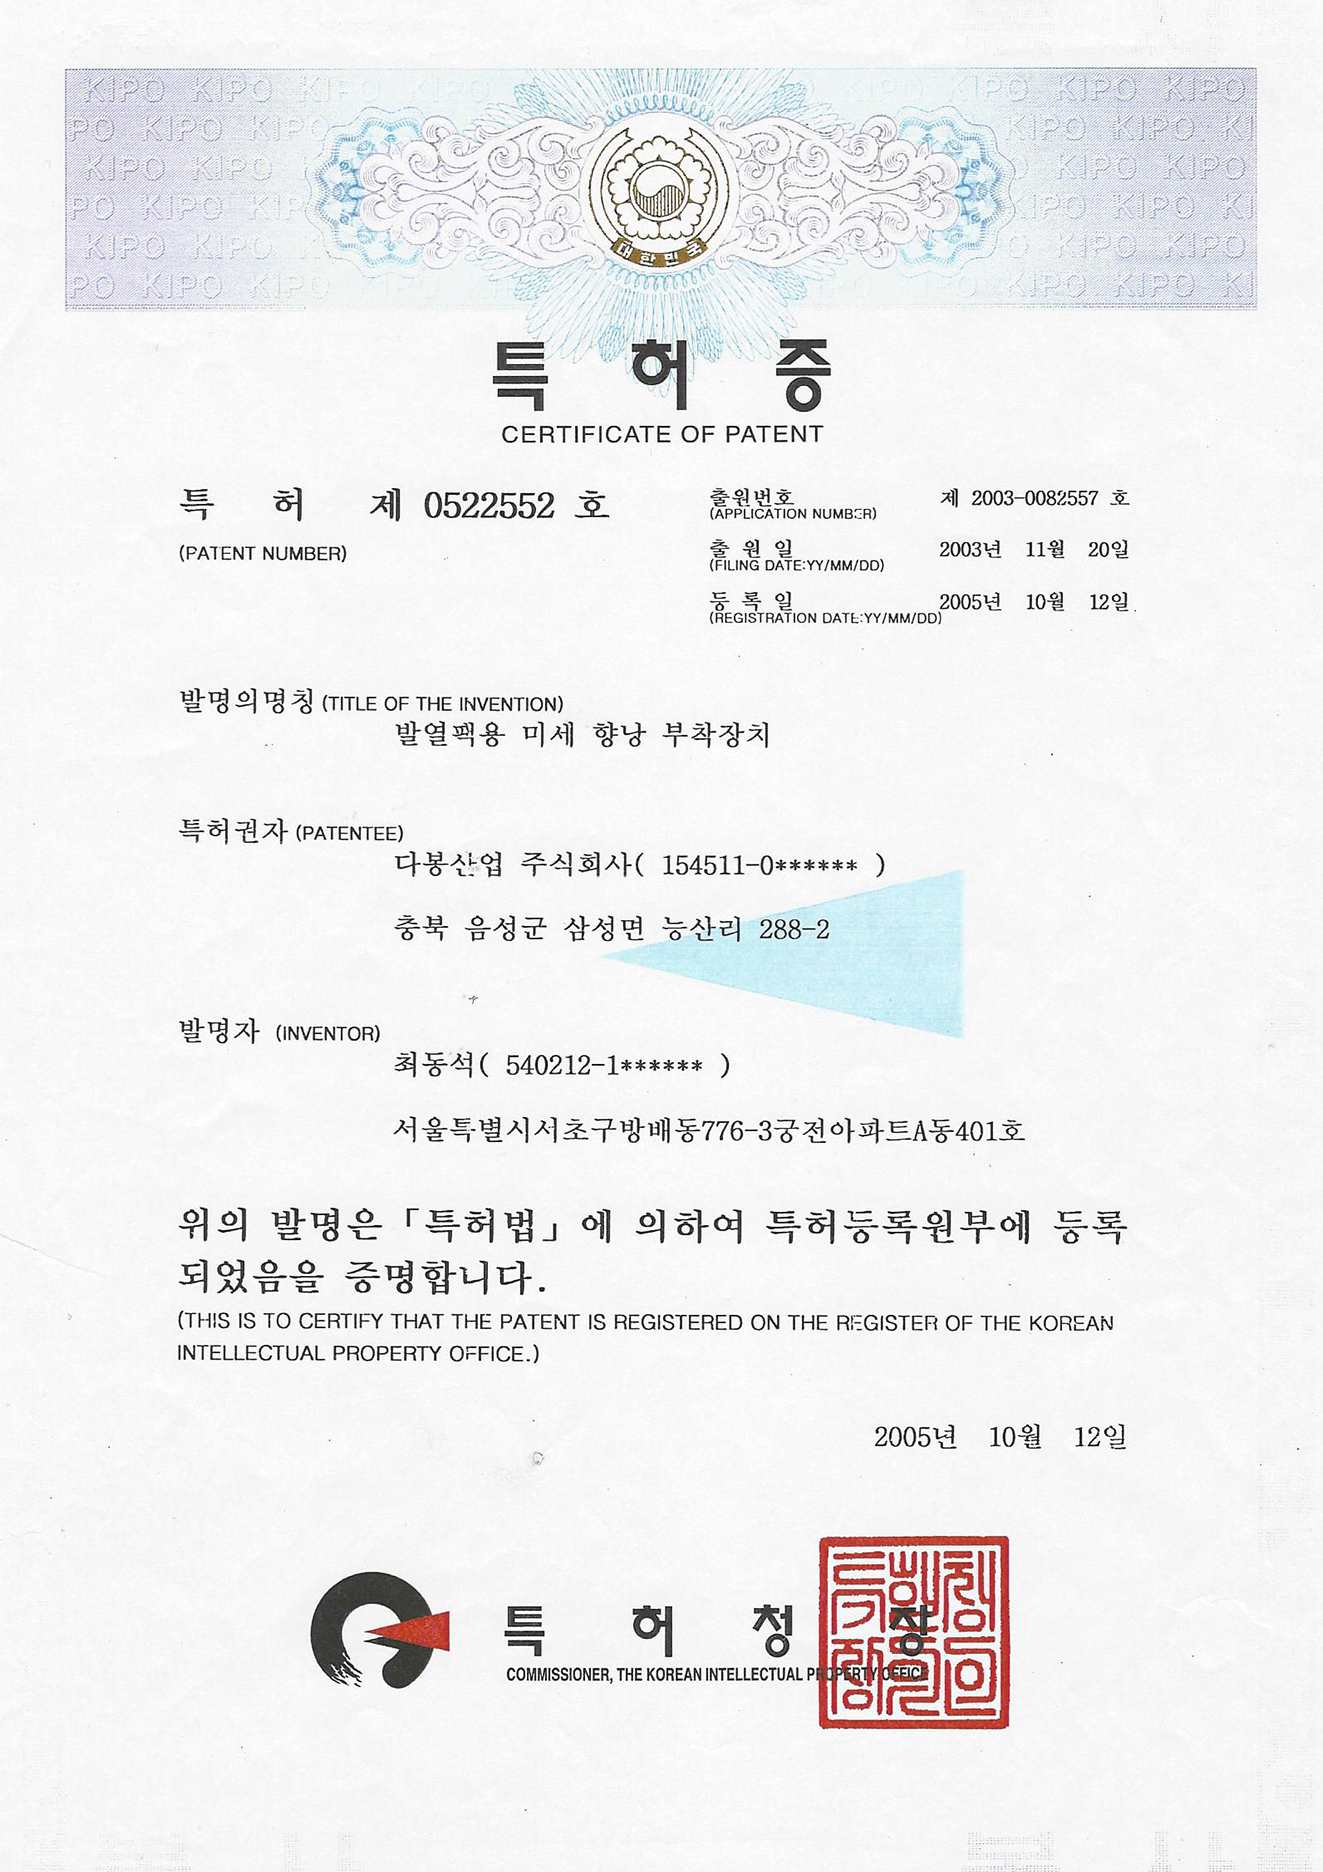 KIPO KIPO KIPO KIPO KIPO KIPO KIPO
PO KIPO KIPO KIPO KI
KIPO KIPO KIPO KIPO
PO KIPO KIP KIPO KI
KIPO KIPO KIPO KIPO
PO KIPO KIPO KIPO KIPO KI
대한민국
특 허 증
CERTIFICATE OF PATENT
특 허 제 0522552 호
(PATENT NUMBER)
출원번호 제 2003-0082557 호
(APPLICATION NUMBER)
출 원 일 2003년 11월 20일
(FILING DATE:YY/MM/DD)
등 록 일 2005년 10월 12일
(REGISTRATION DATE:YY/MM/DD)
발명의명칭 (TITLE OF THE INVENTION)
발열팩용 미세 향낭 부착장치
특허권자 (PATENTEE)
다봉산업 주식회사( 154511-0****** )
충북 음성군 삼성면 능산리 288-2
발명자 (INVENTOR)
최동석( 540212-1****** )
서울특별시서초구방배동776-3궁전아파트A동401호
위의 발명은 「특허법」에 의하여 특허등록원부에 등록
되었음을 증명합니다.
(THIS IS TO CERTIFY THAT THE PATENT IS REGISTERED ON THE REGISTER OF THE KOREAN
INTELLECTUAL PROPERTY OFFICE.)
2005년 10월 12일
특 허 청 장
COMMISSIONER, THE KOREAN INTELLECTUAL PROPERTY OFFICE